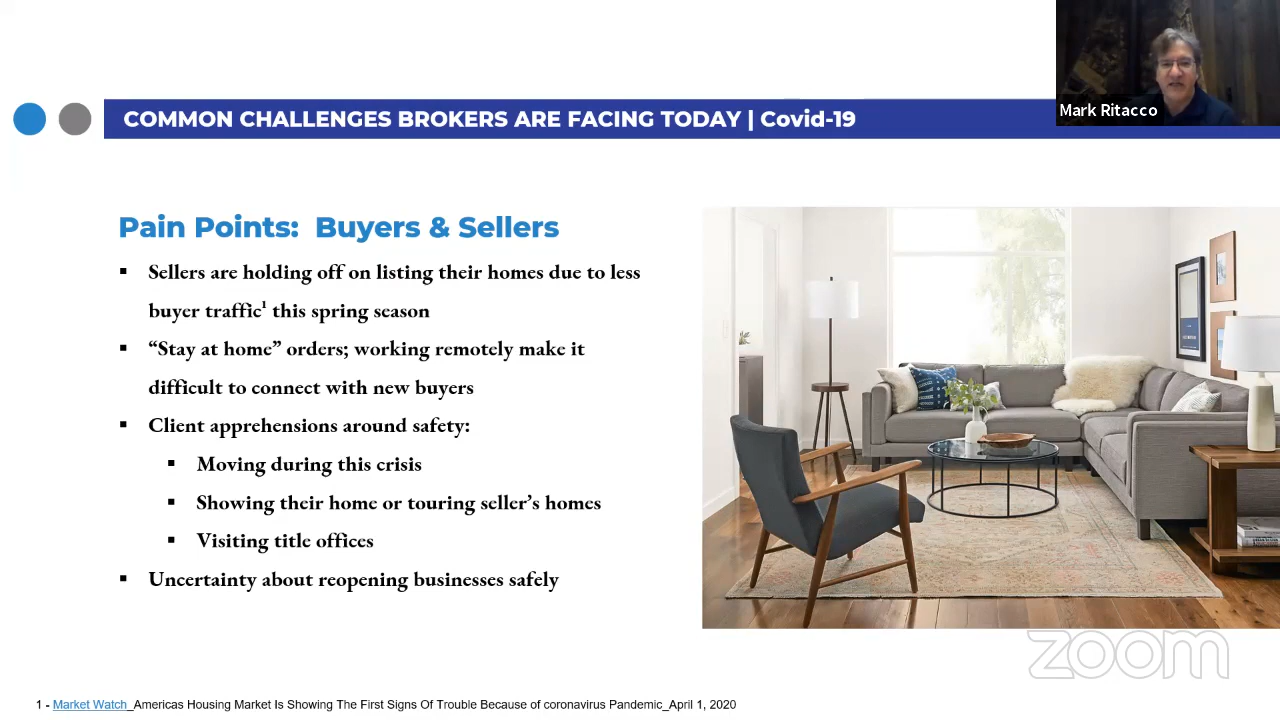 Mark Ritacco
COMMON CHALLENGES BROKERS ARE FACING TODAY | Covid-19
Pain Points: Buyers & Sellers
▪ Sellers are holding off on listing their homes due to less
buyer traffic¹ this spring season
▪ “Stay at home” orders; working remotely make it
difficult to connect with new buyers
▪ Client apprehensions around safety:
▪ Moving during this crisis
▪ Showing their home or touring seller’s homes
▪ Visiting title offices
▪ Uncertainty about reopening businesses safely
zoom
1 - Market Watch_Americas Housing Market Is Showing The First Signs Of Trouble Because of coronavirus Pandemic_April 1, 2020